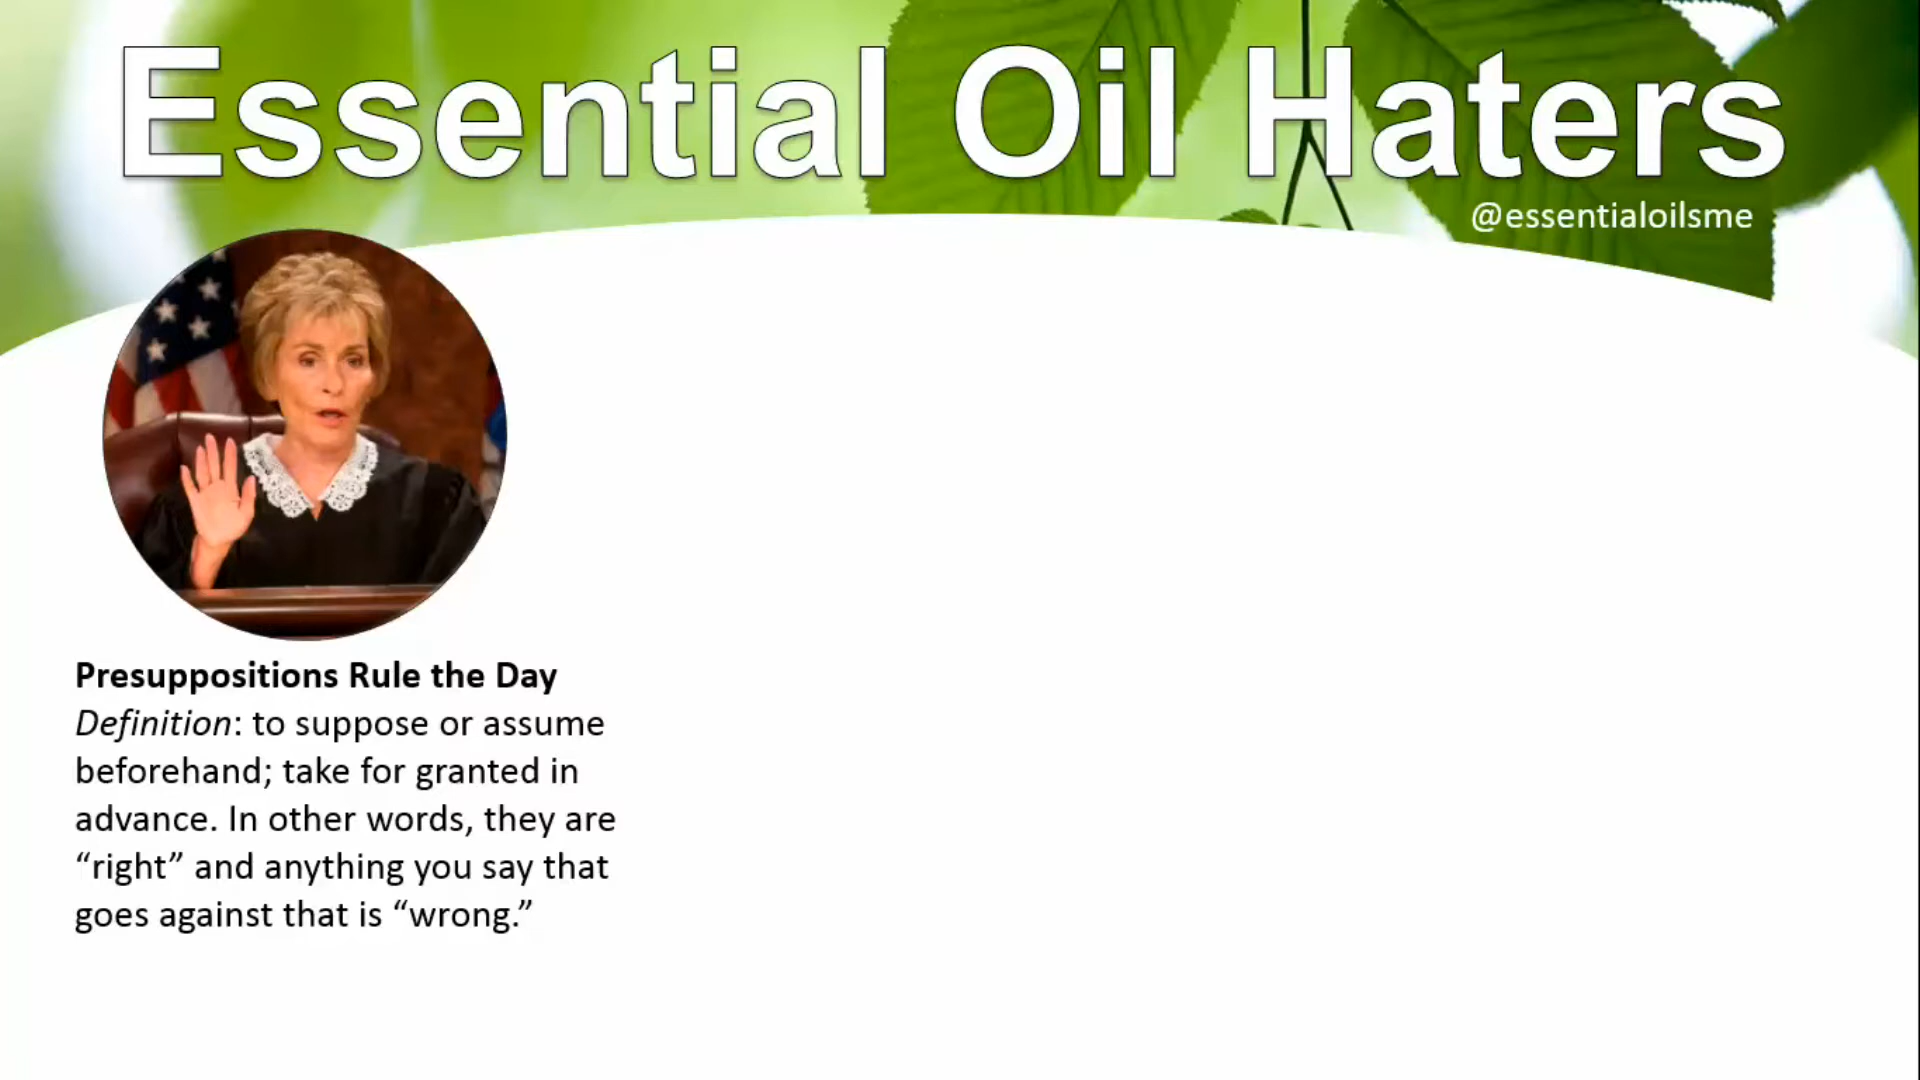 Essential Oil Haters
@essentialoilsme
Presuppositions Rule the Day
Definition: to suppose or assume
beforehand; take for granted in
advance. In other words, they are
“right” and anything you say that
goes against that is “wrong.”